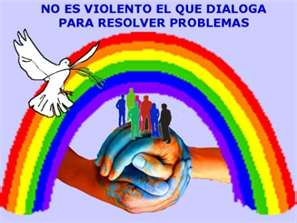 NO ES VIOLENTO EL QUE DIALOGA
PARA RESOLVER PROBLEMAS